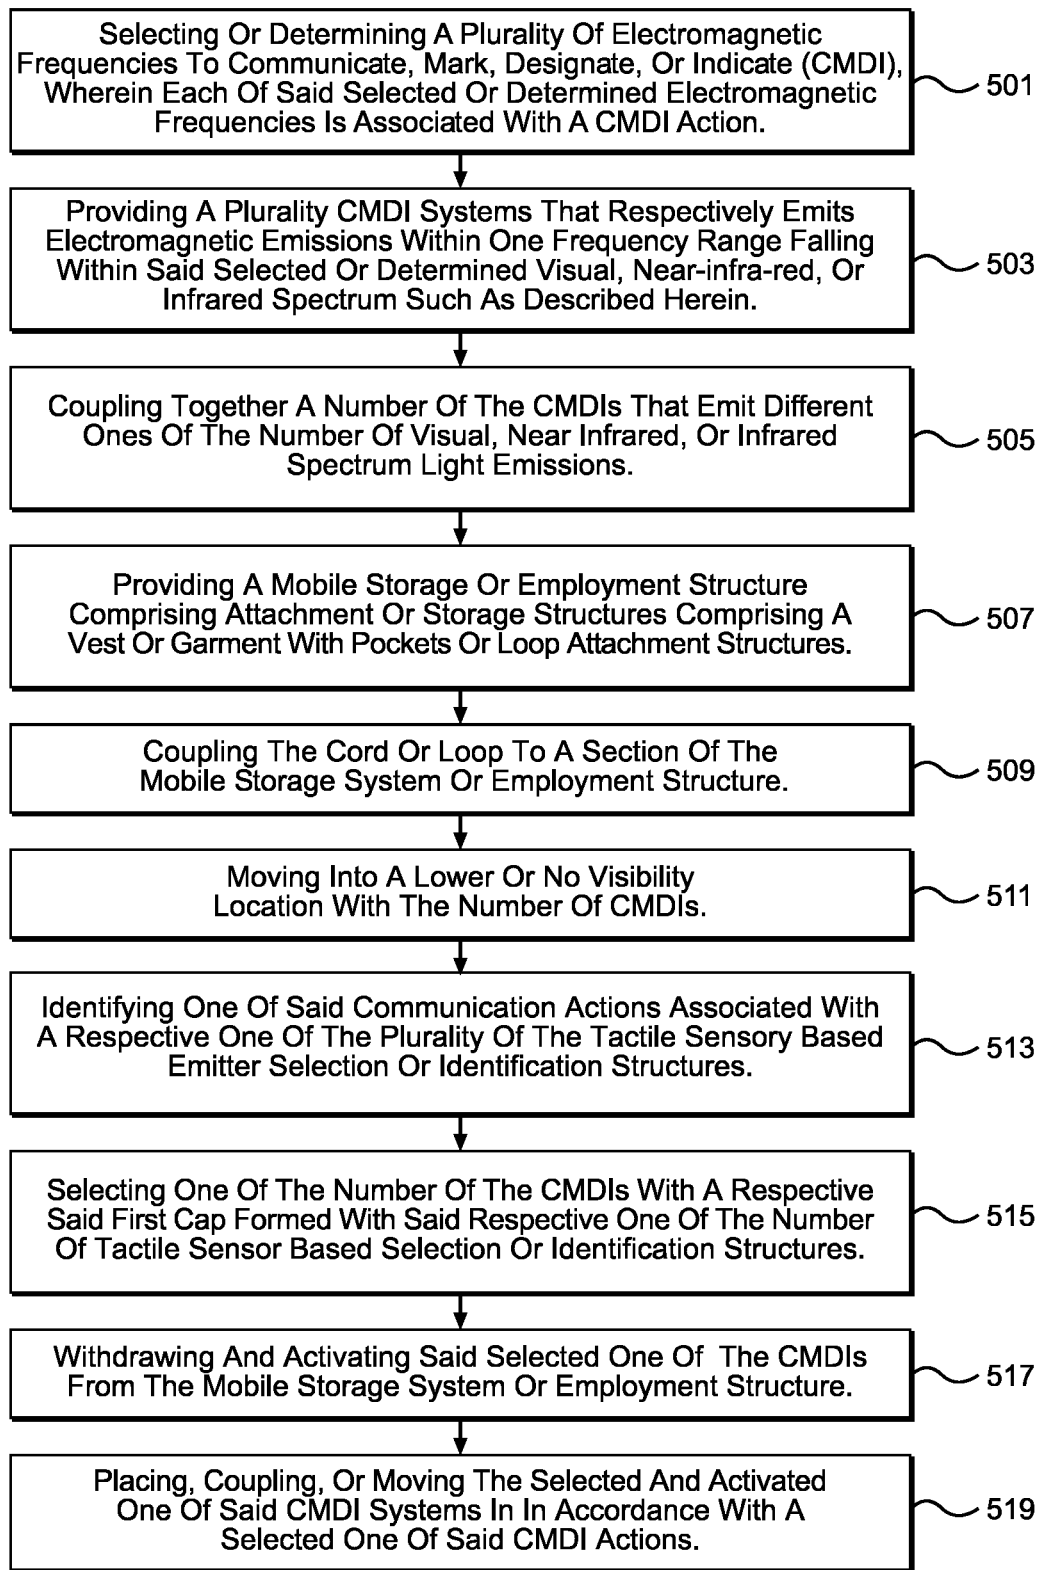 Selecting Or Determining A Plurality Of Electromagnetic
Frequencies To Communicate, Mark, Designate, Or Indicate (CMDI),
Wherein Each Of Said Selected Or Determined Electromagnetic
Frequencies Is Associated With A CMDI Action.
501
Providing A Plurality CMDI Systems That Respectively Emits
Electromagnetic Emissions Within One Frequency Range Falling
Within Said Selected Or Determined Visual, Near-infra-red, Or
Infrared Spectrum Such As Described Herein.
503
Coupling Together A Number Of The CMDIs That Emit Different
Ones Of The Number Of Visual, Near Infrared, Or Infrared
Spectrum Light Emissions.
505
Providing A Mobile Storage Or Employment Structure
Comprising Attachment Or Storage Structures Comprising A
Vest Or Garment With Pockets Or Loop Attachment Structures.
507
Coupling The Cord Or Loop To A Section Of The
Mobile Storage System Or Employment Structure.
509
Moving Into A Lower Or No Visibility
Location With The Number Of CMDIs.
511
Identifying One Of Said Communication Actions Associated With
A Respective One Of The Plurality Of The Tactile Sensory Based
Emitter Selection Or Identification Structures.
513
Selecting One Of The Number Of The CMDIs With A Respective
Said First Cap Formed With Said Respective One Of The Number
Of Tactile Sensor Based Selection Or Identification Structures.
515
Withdrawing And Activating Said Selected One Of The CMDIs
From The Mobile Storage System Or Employment Structure.
517
Placing, Coupling, Or Moving The Selected And Activated
One Of Said CMDI Systems In In Accordance With A
Selected One Of Said CMDI Actions.
519